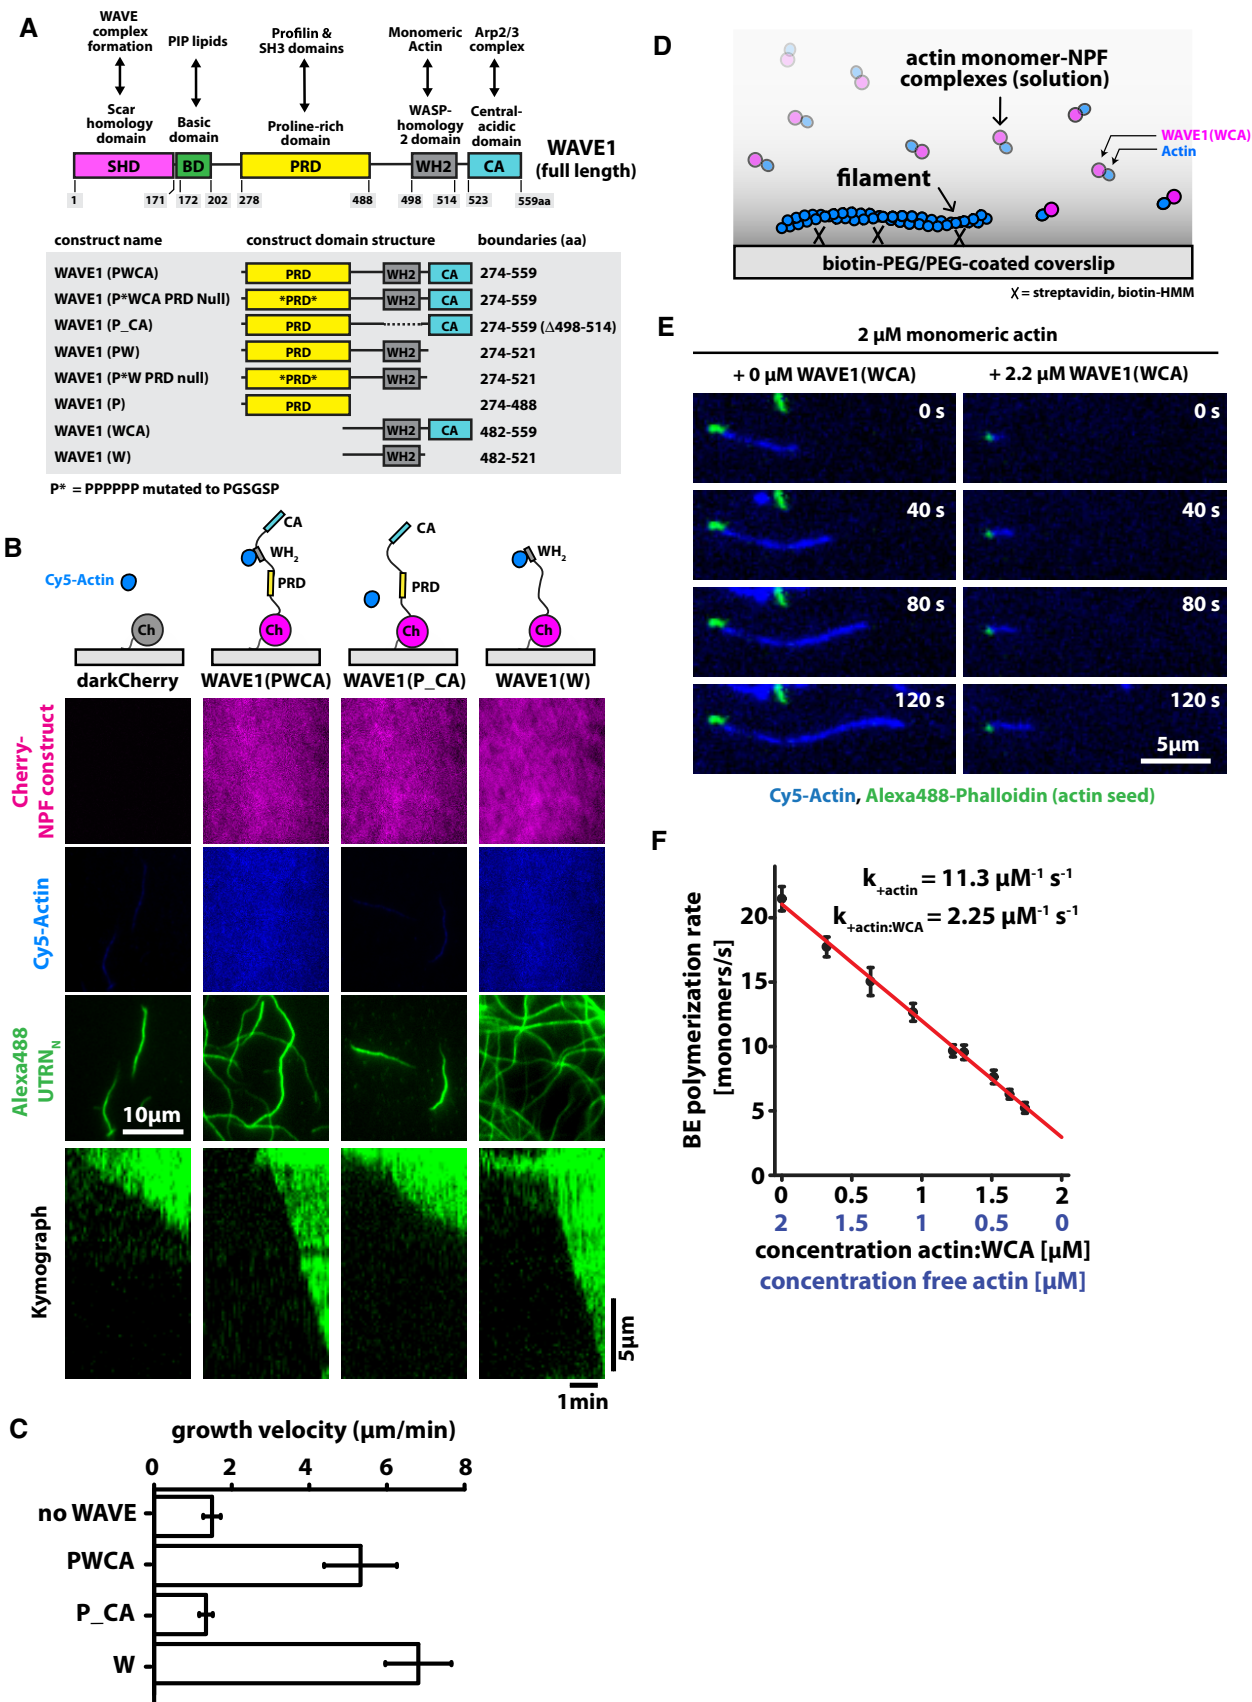 A
WAVE
complex
formation
PIP lipids
Profilin &
SH3 domains
Monomeric
Actin
Arp2/3
complex
Scar
homology
domain
Basic
domain
Proline-rich
domain
WASP-
homology
2 domain
Central-
acidic
domain
SHD
BD
PRD
WH2
CA
WAVE1
(full length)
1 171 172 202 278 488 498 514 523 559aa
construct name construct domain structure boundaries (aa)
WAVE1 (PWCA) PRD WH2 CA 274-559
WAVE1 (P*WCA PRD Null) *PRD* WH2 CA 274-559
WAVE1 (P_CA) PRD CA 274-559 (Δ498-514)
WAVE1 (PW) PRD WH2 274-521
WAVE1 (P*W PRD null) *PRD* WH2 274-521
WAVE1 (P) PRD 274-488
WAVE1 (WCA) WH2 CA 482-559
WAVE1 (W) WH2 482-521
P* = PPPPPP mutated to PGSGSP
B
Cy5-Actin
Ch
CA
WH2
PRD
Ch
CA
PRD
Ch
WH2
Ch
darkCherry WAVE1(PWCA) WAVE1(P_CA) WAVE1(W)
Cherry-
NPF construct
Cy5-Actin
Alexa488
UTRN_N
10µm
Kymograph
5µm
1min
C
growth velocity (µm/min)
0 2 4 6 8
no WAVE
PWCA
P_CA
W
D
actin monomer-NPF
complexes (solution)
WAVE1(WCA)
Actin
filament
biotin-PEG/PEG-coated coverslip
X = streptavidin, biotin-HMM
E
2 µM monomeric actin
+ 0 µM WAVE1(WCA) + 2.2 µM WAVE1(WCA)
0 s 0 s
40 s 40 s
80 s 80 s
120 s 120 s
5µm
Cy5-Actin, Alexa488-Phalloidin (actin seed)
F
k+actin = 11.3 µM-1 s-1
k+actin:WCA = 2.25 µM-1 s-1
BE polymerization rate
[monomers/s]
20
15
10
5
0
0 0.5 1 1.5 2
2 1.5 1 0.5 0
concentration actin:WCA [µM]
concentration free actin [µM]